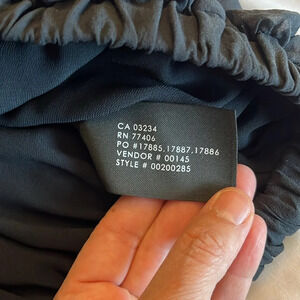 CA 03234
RN 77406
PO #17885,17887,17886
VENDOR # 00145
STYLE # 00200285